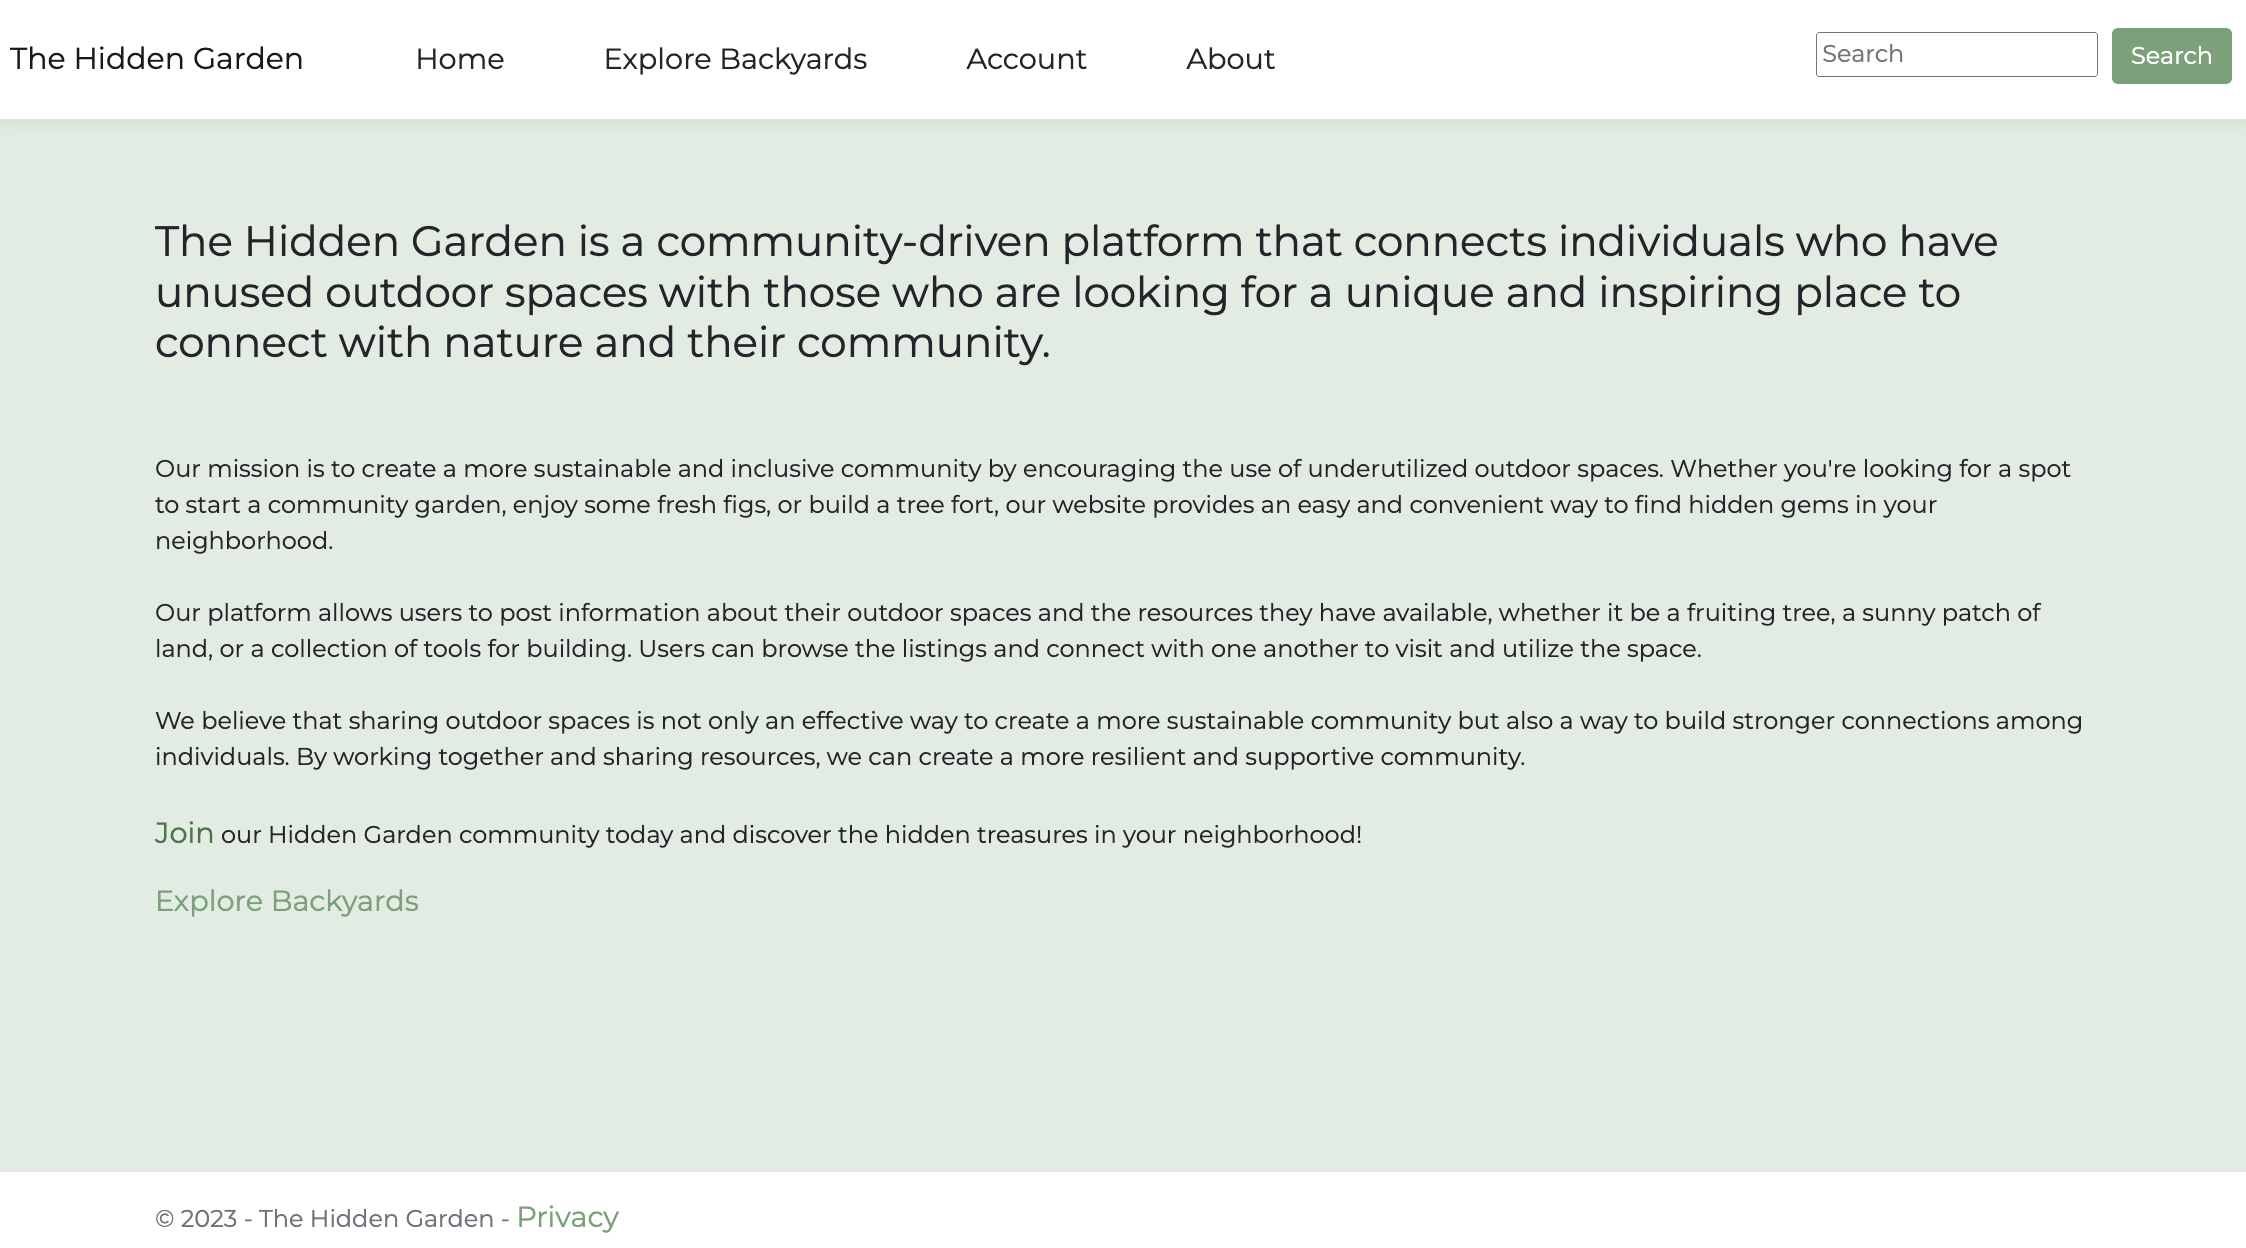 The Hidden Garden Home Explore Backyards Account About Search Search
The Hidden Garden is a community-driven platform that connects individuals who have
unused outdoor spaces with those who are looking for a unique and inspiring place to
connect with nature and their community.
Our mission is to create a more sustainable and inclusive community by encouraging the use of underutilized outdoor spaces. Whether you're looking for a spot
to start a community garden, enjoy some fresh figs, or build a tree fort, our website provides an easy and convenient way to find hidden gems in your
neighborhood.
Our platform allows users to post information about their outdoor spaces and the resources they have available, whether it be a fruiting tree, a sunny patch of
land, or a collection of tools for building. Users can browse the listings and connect with one another to visit and utilize the space.
We believe that sharing outdoor spaces is not only an effective way to create a more sustainable community but also a way to build stronger connections among
individuals. By working together and sharing resources, we can create a more resilient and supportive community.
Join our Hidden Garden community today and discover the hidden treasures in your neighborhood!
Explore Backyards
© 2023 - The Hidden Garden - Privacy